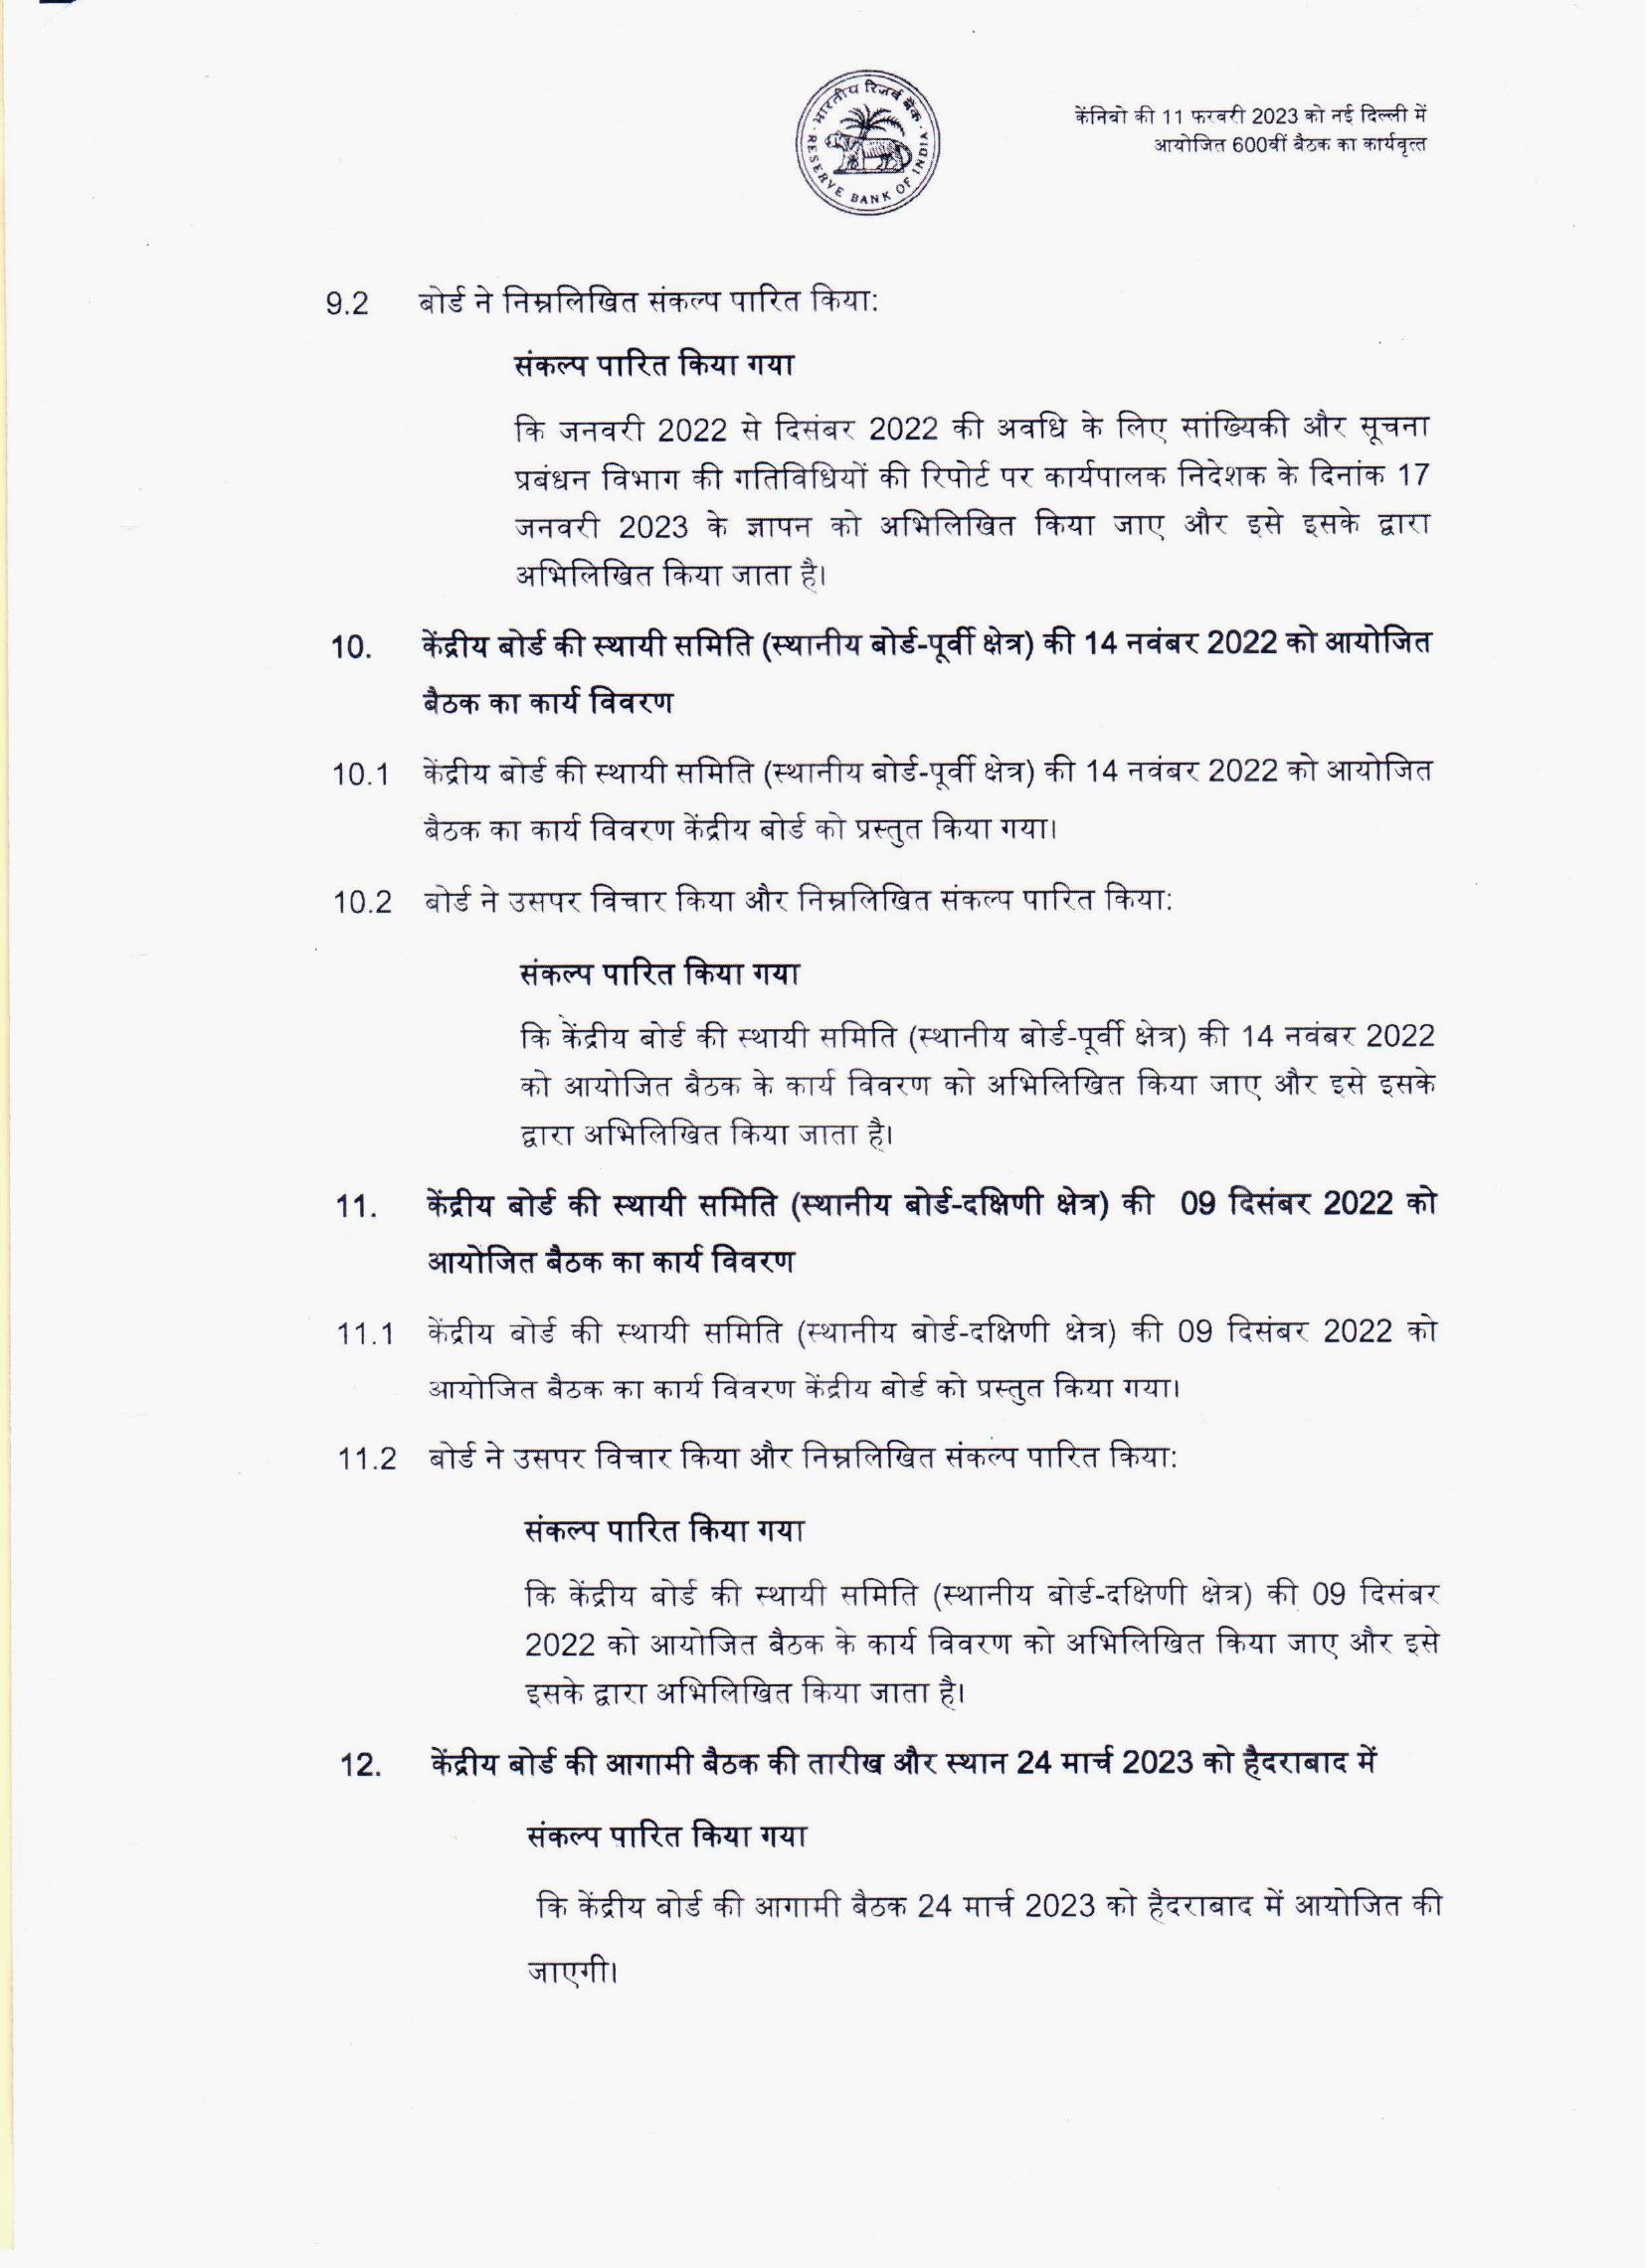 भारतीय रिज़र्व बैंक
RESERVE BANK OF INDIA
केंनिबो की 11 फरवरी 2023 को नई दिल्ली में
आयोजित 600वीं बैठक का कार्यवृत्त
9.2 बोर्ड ने निम्नलिखित संकल्प पारित किया:
संकल्प पारित किया गया
कि जनवरी 2022 से दिसंबर 2022 की अवधि के लिए सांख्यिकी और सूचना
प्रबंधन विभाग की गतिविधियों की रिपोर्ट पर कार्यपालक निदेशक के दिनांक 17
जनवरी 2023 के ज्ञापन को अभिलिखित किया जाए और इसे इसके द्वारा
अभिलिखित किया जाता है।
10. केंद्रीय बोर्ड की स्थायी समिति (स्थानीय बोर्ड-पूर्वी क्षेत्र) की 14 नवंबर 2022 को आयोजित
बैठक का कार्य विवरण
10.1 केंद्रीय बोर्ड की स्थायी समिति (स्थानीय बोर्ड-पूर्वी क्षेत्र) की 14 नवंबर 2022 को आयोजित
बैठक का कार्य विवरण केंद्रीय बोर्ड को प्रस्तुत किया गया।
10.2 बोर्ड ने उसपर विचार किया और निम्नलिखित संकल्प पारित किया:
संकल्प पारित किया गया
कि केंद्रीय बोर्ड की स्थायी समिति (स्थानीय बोर्ड-पूर्वी क्षेत्र) की 14 नवंबर 2022
को आयोजित बैठक के कार्य विवरण को अभिलिखित किया जाए और इसे इसके
द्वारा अभिलिखित किया जाता है।
11. केंद्रीय बोर्ड की स्थायी समिति (स्थानीय बोर्ड-दक्षिणी क्षेत्र) की 09 दिसंबर 2022 को
आयोजित बैठक का कार्य विवरण
11.1 केंद्रीय बोर्ड की स्थायी समिति (स्थानीय बोर्ड-दक्षिणी क्षेत्र) की 09 दिसंबर 2022 को
आयोजित बैठक का कार्य विवरण केंद्रीय बोर्ड को प्रस्तुत किया गया।
11.2 बोर्ड ने उसपर विचार किया और निम्नलिखित संकल्प पारित किया:
संकल्प पारित किया गया
कि केंद्रीय बोर्ड की स्थायी समिति (स्थानीय बोर्ड-दक्षिणी क्षेत्र) की 09 दिसंबर
2022 को आयोजित बैठक के कार्य विवरण को अभिलिखित किया जाए और इसे
इसके द्वारा अभिलिखित किया जाता है।
12. केंद्रीय बोर्ड की आगामी बैठक की तारीख और स्थान 24 मार्च 2023 को हैदराबाद में
संकल्प पारित किया गया
कि केंद्रीय बोर्ड की आगामी बैठक 24 मार्च 2023 को हैदराबाद में आयोजित की
जाएगी।